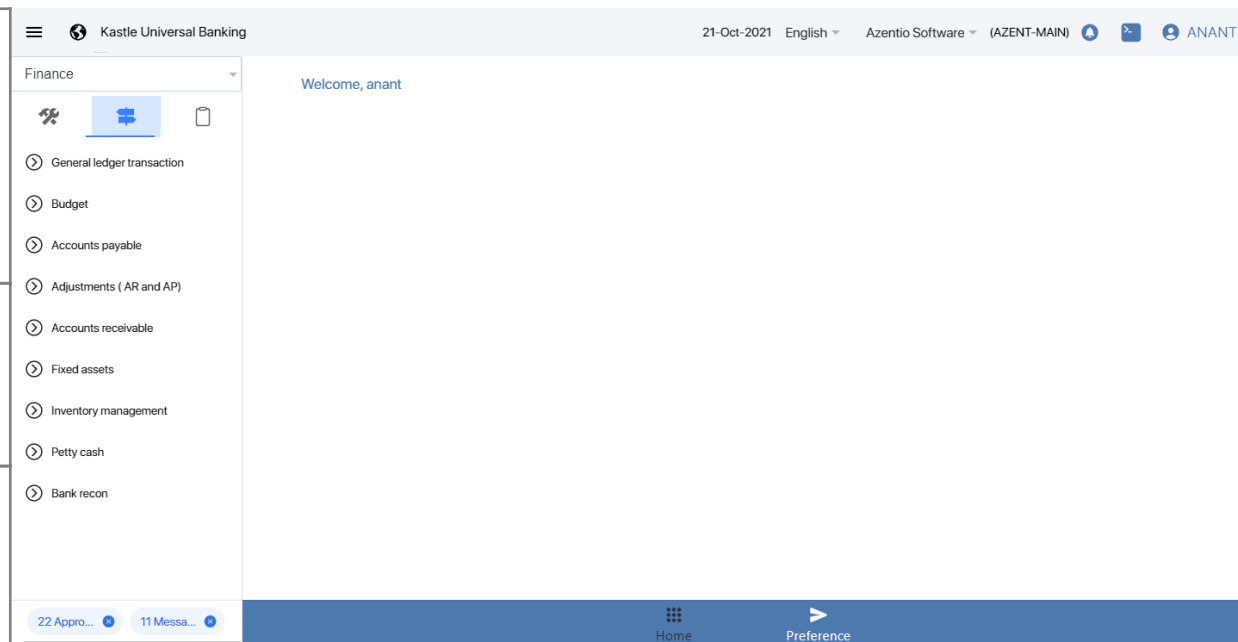 Kastle Universal Banking
21-Oct-2021 English Azentio Software (AZENT-MAIN) ANANT
Finance
Welcome, anant
General ledger transaction
Budget
Accounts payable
Adjustments ( AR and AP)
Accounts receivable
Fixed assets
Inventory management
Petty cash
Bank recon
22 Appro... 11 Messa...
Home Preference